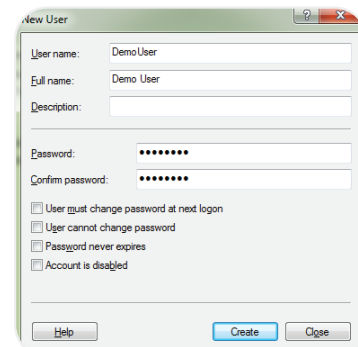 New User
User name: DemoUser
Full name: Demo User
Description:
Password: ••••••••
Confirm password: ••••••••
User must change password at next logon
User cannot change password
Password never expires
Account is disabled
Help Create Close